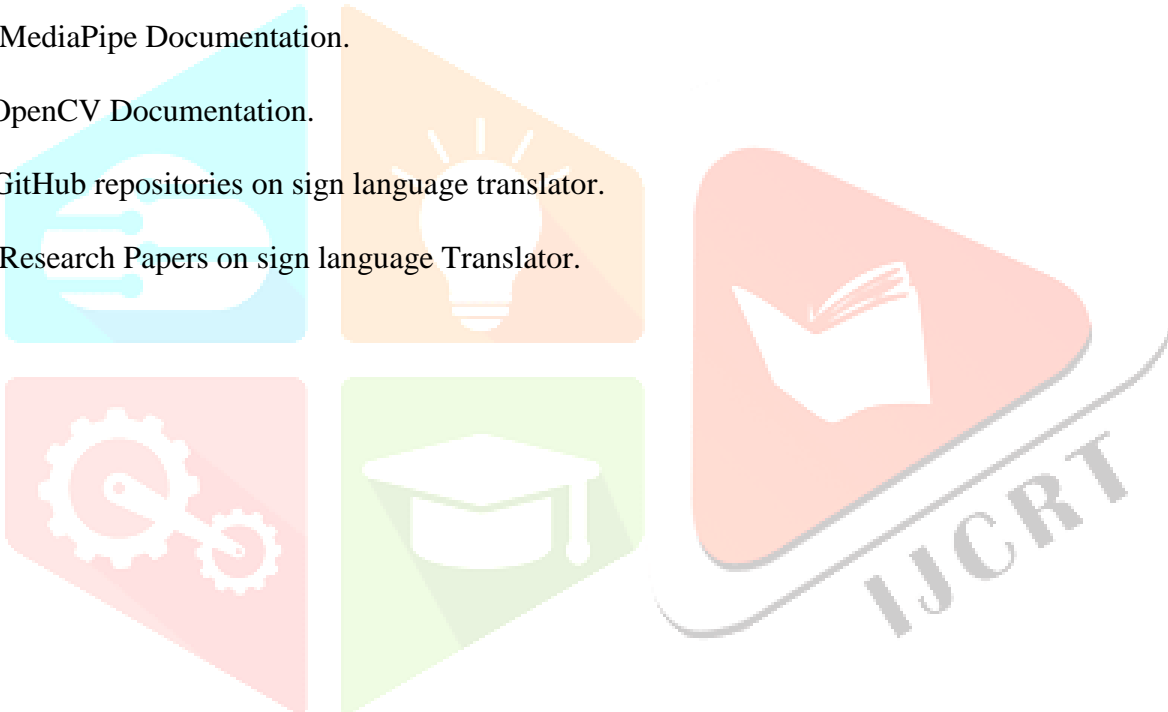 MediaPipe Documentation.
OpenCV Documentation.
GitHub repositories on sign language translator.
Research Papers on sign language Translator.
IJCRT